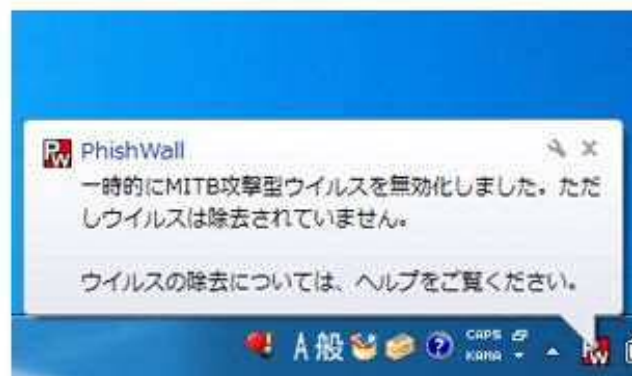 PhishWall
一時的にMITB攻撃型ウイルスを無効化しました。ただ
しウイルスは除去されていません。
ウイルスの除去については、ヘルプをご覧ください。
A 般 CAPS
KANA
PW